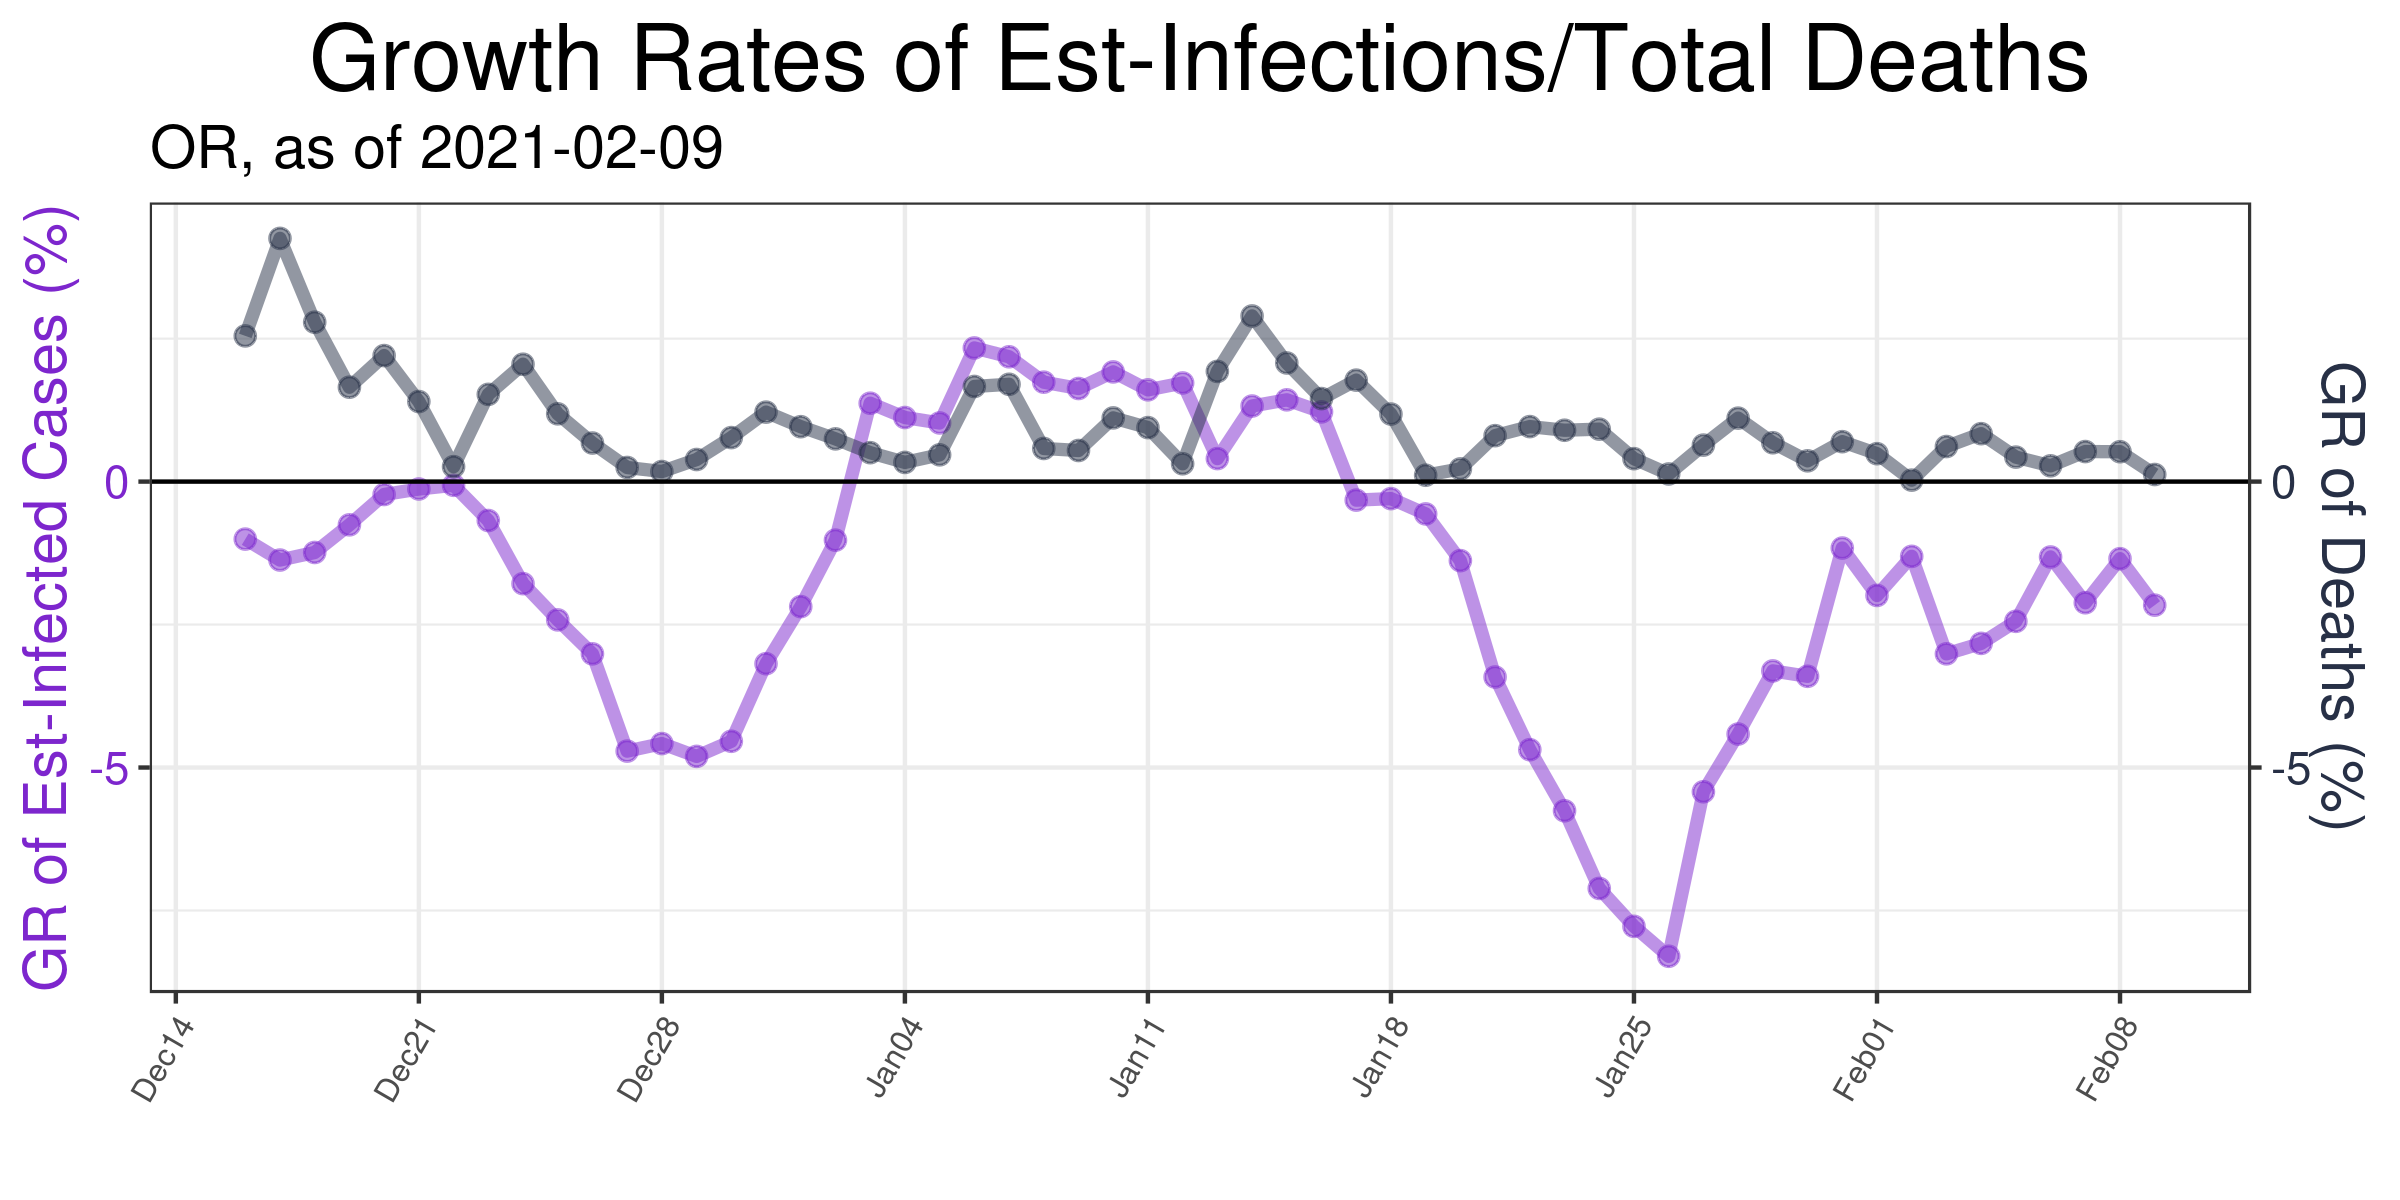 Growth Rates of Est-Infections/Total Deaths
OR, as of 2021-02-09
GR of Est-Infected Cases (%)
0
-5
GR of Deaths (%)
0
-5
Dec14
Dec21
Dec28
Jan04
Jan11
Jan18
Jan25
Feb01
Feb08